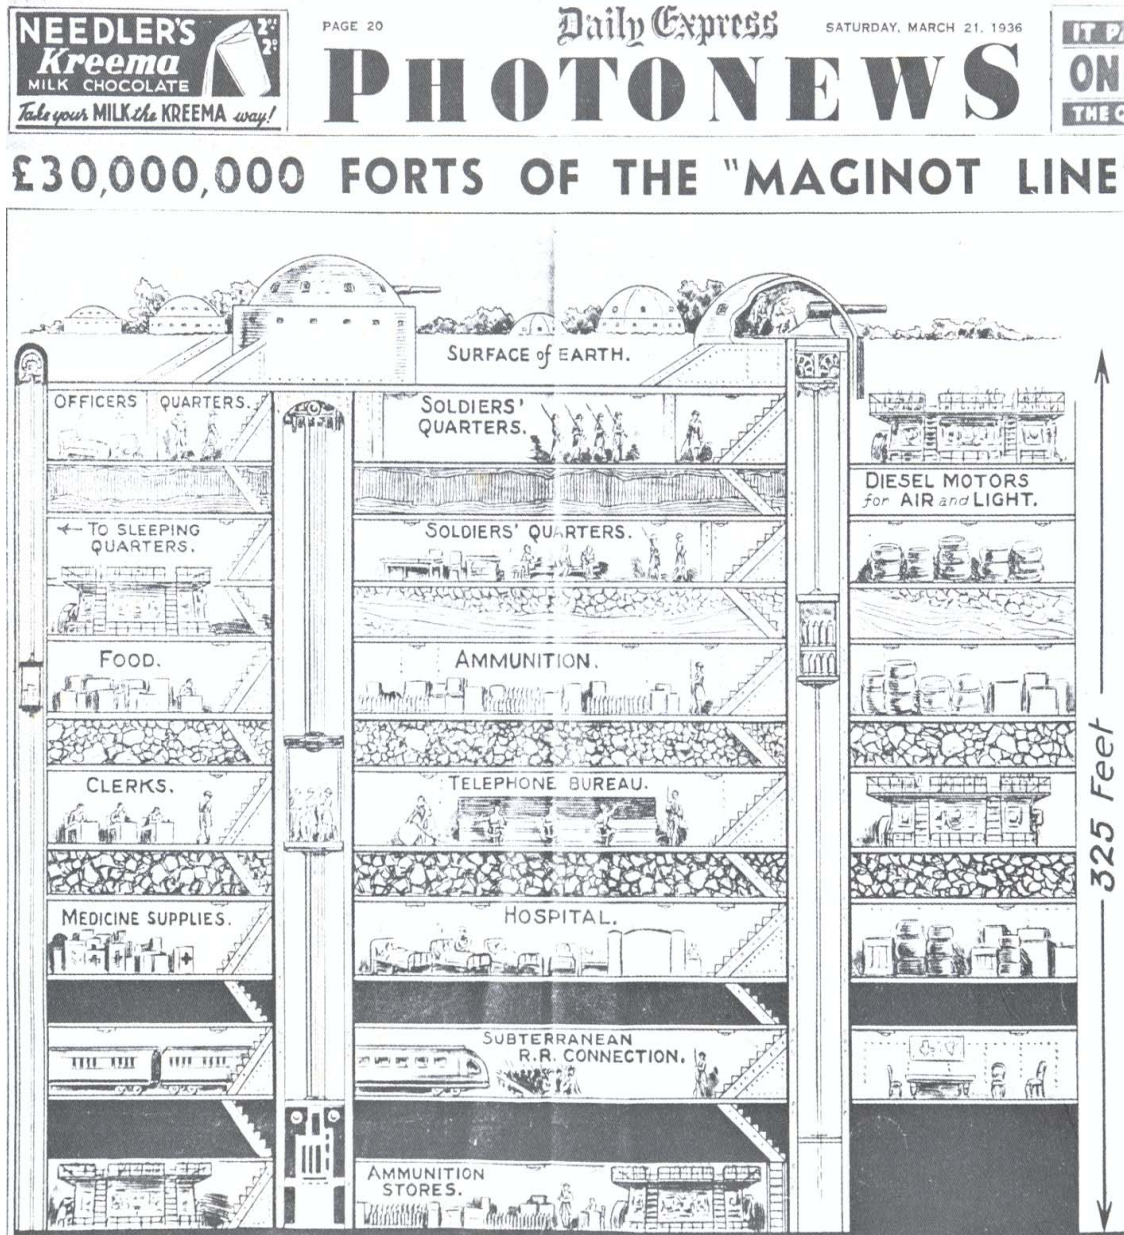 NEEDLER'S
Kreema
MILK CHOCOLATE
Take your MILK the KREEMA way!
PAGE 20
Daily Express
SATURDAY, MARCH 21, 1936
PHOTONEWS
ON
£30,000,000 FORTS OF THE "MAGINOT LINE"
SURFACE of EARTH.
OFFICERS' QUARTERS.
SOLDIERS'
QUARTERS.
DIESEL MOTORS
for AIR and LIGHT.
TO SLEEPING
QUARTERS.
SOLDIERS' QUARTERS.
FOOD.
AMMUNITION.
CLERKS.
TELEPHONE BUREAU.
325 Feet
MEDICINE SUPPLIES.
HOSPITAL.
SUBTERRANEAN
R.R. CONNECTION.
AMMUNITION
STORES.